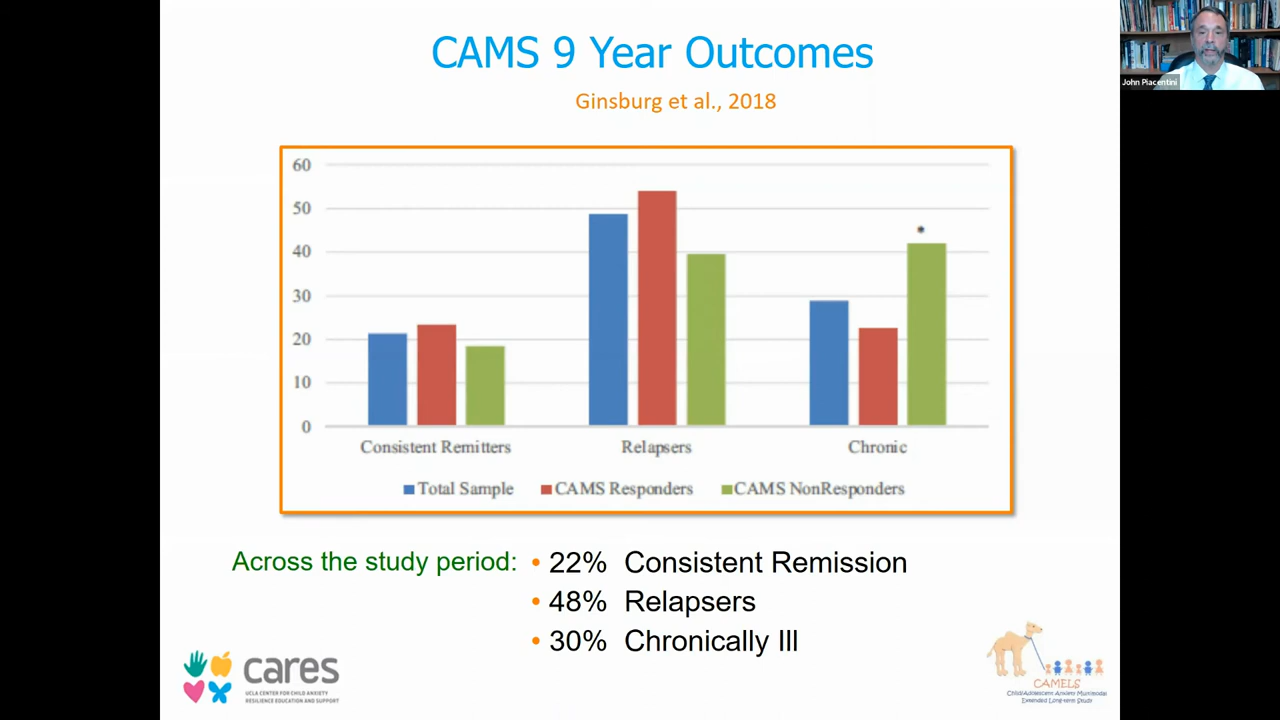 CAMS 9 Year Outcomes
Ginsburg et al., 2018
John Piacentini
60
50
40
30
20
10
0
*
Consistent Remitters Relapsers Chronic
Total Sample CAMS Responders CAMS NonResponders
Across the study period: • 22% Consistent Remission
• 48% Relapsers
• 30% Chronically Ill
cares
UCLA CENTER FOR CHILD ANXIETY
RESILIENCE EDUCATION AND SUPPORT
CAMELS
Child/Adolescent Anxiety Multimodal
Extended Long-term Study